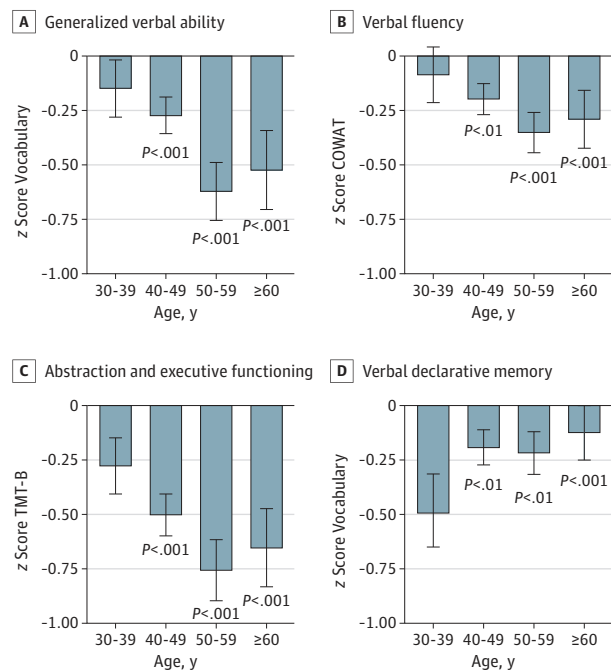 A Generalized verbal ability
0
-0.25
-0.50
-0.75
-1.00
z Score Vocabulary
P<.001
P<.001
P<.001
30-39 40-49 50-59 ≥60
Age, y
B Verbal fluency
0
-0.25
-0.50
-0.75
-1.00
z Score COWAT
P<.01
P<.001
P<.001
30-39 40-49 50-59 ≥60
Age, y
C Abstraction and executive functioning
0
-0.25
-0.50
-0.75
-1.00
z Score TMT-B
P<.001
P<.001
P<.001
30-39 40-49 50-59 ≥60
Age, y
D Verbal declarative memory
0
-0.25
-0.50
-0.75
-1.00
z Score Vocabulary
P<.01
P<.01
P<.001
30-39 40-49 50-59 ≥60
Age, y